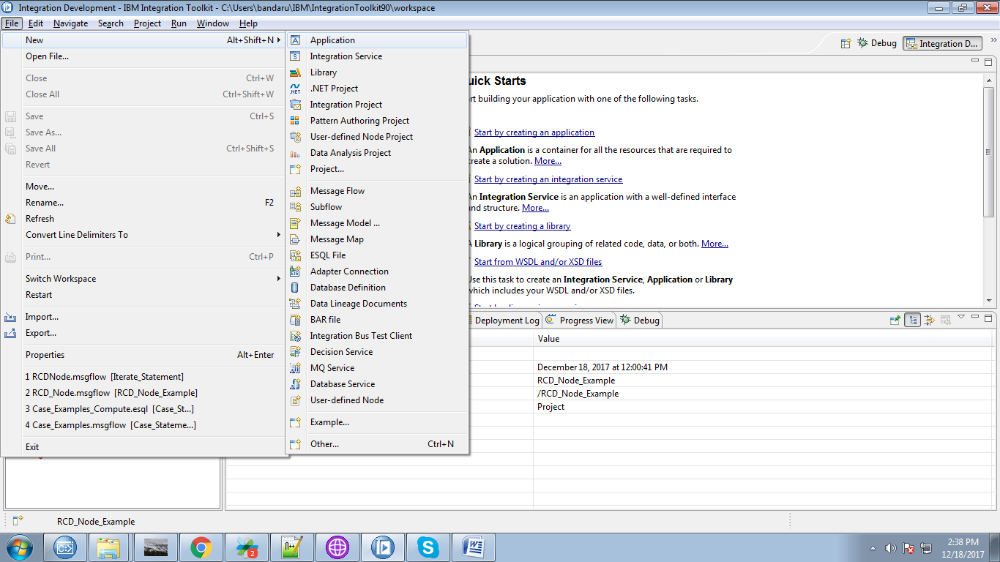 Integration Development - IBM Integration Toolkit - C:\Users\bandaru\IBM\IntegrationToolkit90\workspace
File Edit Navigate Search Project Run Window Help
Debug Integration D... »
New Alt+Shift+N
Open File...
Close Ctrl+W
Close All Ctrl+Shift+W
Save Ctrl+S
Save As...
Save All Ctrl+Shift+S
Revert
Move...
Rename... F2
Refresh
Convert Line Delimiters To
Print... Ctrl+P
Switch Workspace
Restart
Import...
Export...
Properties Alt+Enter
1 RCDNode.msgflow [Iterate_Statement]
2 RCD_Node.msgflow [RCD_Node_Example]
3 Case_Examples_Compute.esql [Case_St...]
4 Case_Examples.msgflow [Case_Stateme...]
Exit
Application
Integration Service
Library
.NET Project
Integration Project
Pattern Authoring Project
User-defined Node Project
Data Analysis Project
Project...
Message Flow
Subflow
Message Model ...
Message Map
ESQL File
Adapter Connection
Database Definition
Data Lineage Documents
BAR file
Integration Bus Test Client
Decision Service
MQ Service
Database Service
User-defined Node
Example...
Other... Ctrl+N
uick Starts
rt building your application with one of the following tasks.
Start by creating an application
An Application is a container for all the resources that are required to
create a solution. More...
Start by creating an integration service
An Integration Service is an application with a well-defined interface
and structure. More...
Start by creating a library
A Library is a logical grouping of related code, data, or both. More...
Start from WSDL and/or XSD files
Use this task to create an Integration Service, Application or Library
which includes your WSDL and/or XSD files.
Deployment Log Progress View Debug
Value
December 18, 2017 at 12:00:41 PM
RCD_Node_Example
/RCD_Node_Example
Project
RCD_Node_Example
2:38 PM
12/18/2017